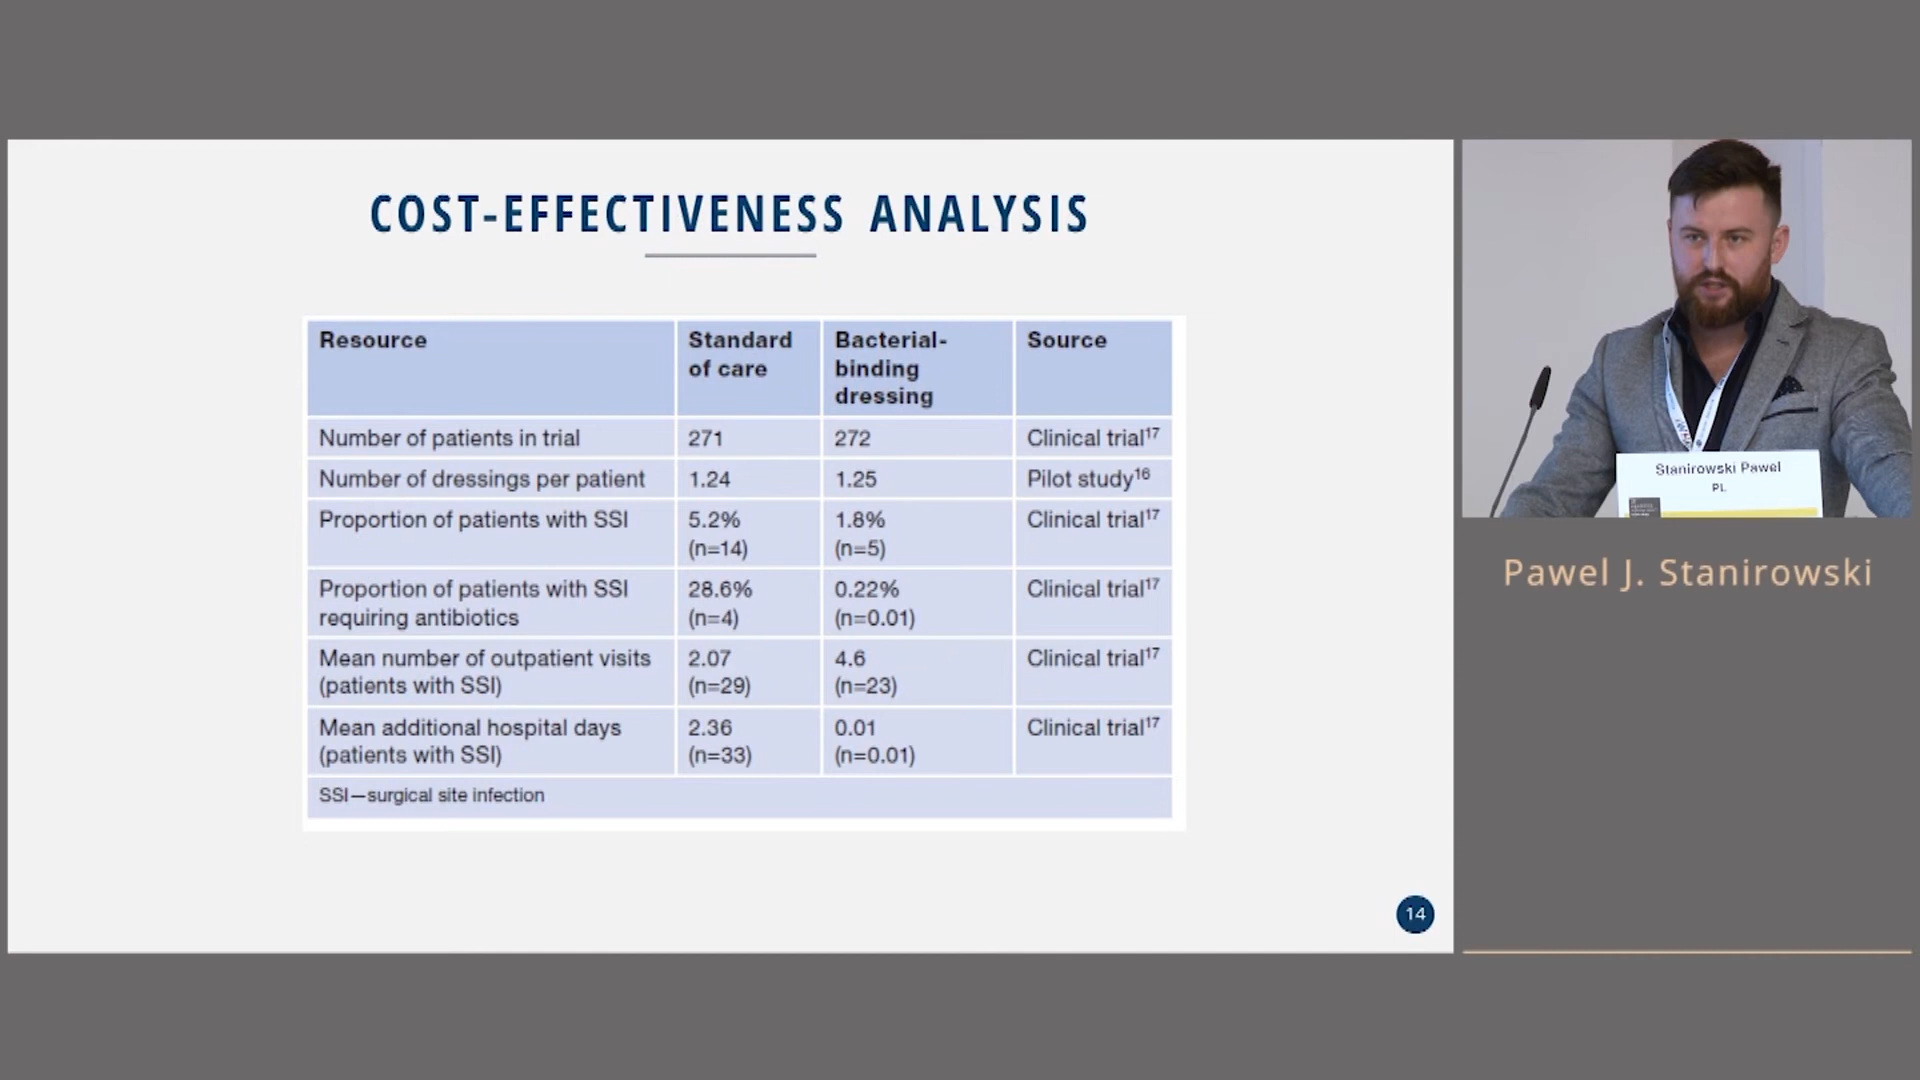 COST-EFFECTIVENESS ANALYSIS
Resource
Standard of care
Bacterial-binding dressing
Source
Number of patients in trial
271
272
Clinical trial17
Number of dressings per patient
1.24
1.25
Pilot study16
Proportion of patients with SSI
5.2%
(n=14)
1.8%
(n=5)
Clinical trial17
Proportion of patients with SSI
requiring antibiotics
28.6%
(n=4)
0.22%
(n=0.01)
Clinical trial17
Mean number of outpatient visits
(patients with SSI)
2.07
(n=29)
4.6
(n=23)
Clinical trial17
Mean additional hospital days
(patients with SSI)
2.36
(n=33)
0.01
(n=0.01)
Clinical trial17
SSI—surgical site infection
14
Stanirowski Pawel
PL
Pawel J. Stanirowski